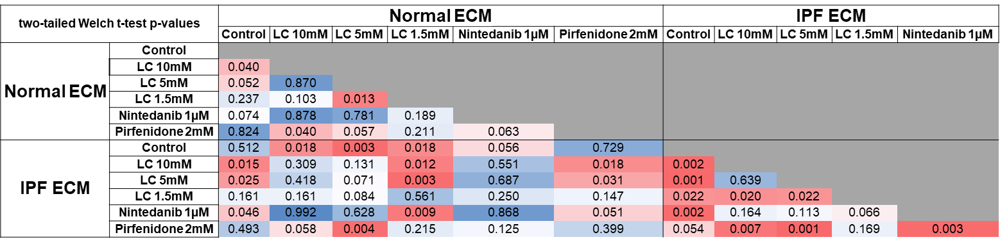 two-tailed Welch t-test p-values Normal ECM IPF ECM
Control LC 10mM LC 5mM LC 1.5mM Nintedanib 1µM Pirfenidone 2mM Control LC 10mM LC 5mM LC 1.5mM Nintedanib 1µM
Normal ECM
Control
LC 10mM 0.040
LC 5mM 0.052 0.870
LC 1.5mM 0.237 0.103 0.013
Nintedanib 1µM 0.074 0.878 0.781 0.189
Pirfenidone 2mM 0.824 0.040 0.057 0.211 0.063
IPF ECM
Control 0.512 0.018 0.003 0.018 0.056 0.729
LC 10mM 0.015 0.309 0.131 0.012 0.551 0.018 0.002
LC 5mM 0.025 0.418 0.071 0.003 0.687 0.031 0.001 0.639
LC 1.5mM 0.161 0.161 0.084 0.561 0.250 0.147 0.022 0.020 0.022
Nintedanib 1µM 0.046 0.992 0.628 0.009 0.868 0.051 0.002 0.164 0.113 0.066
Pirfenidone 2mM 0.493 0.058 0.004 0.215 0.125 0.399 0.054 0.007 0.001 0.169 0.003